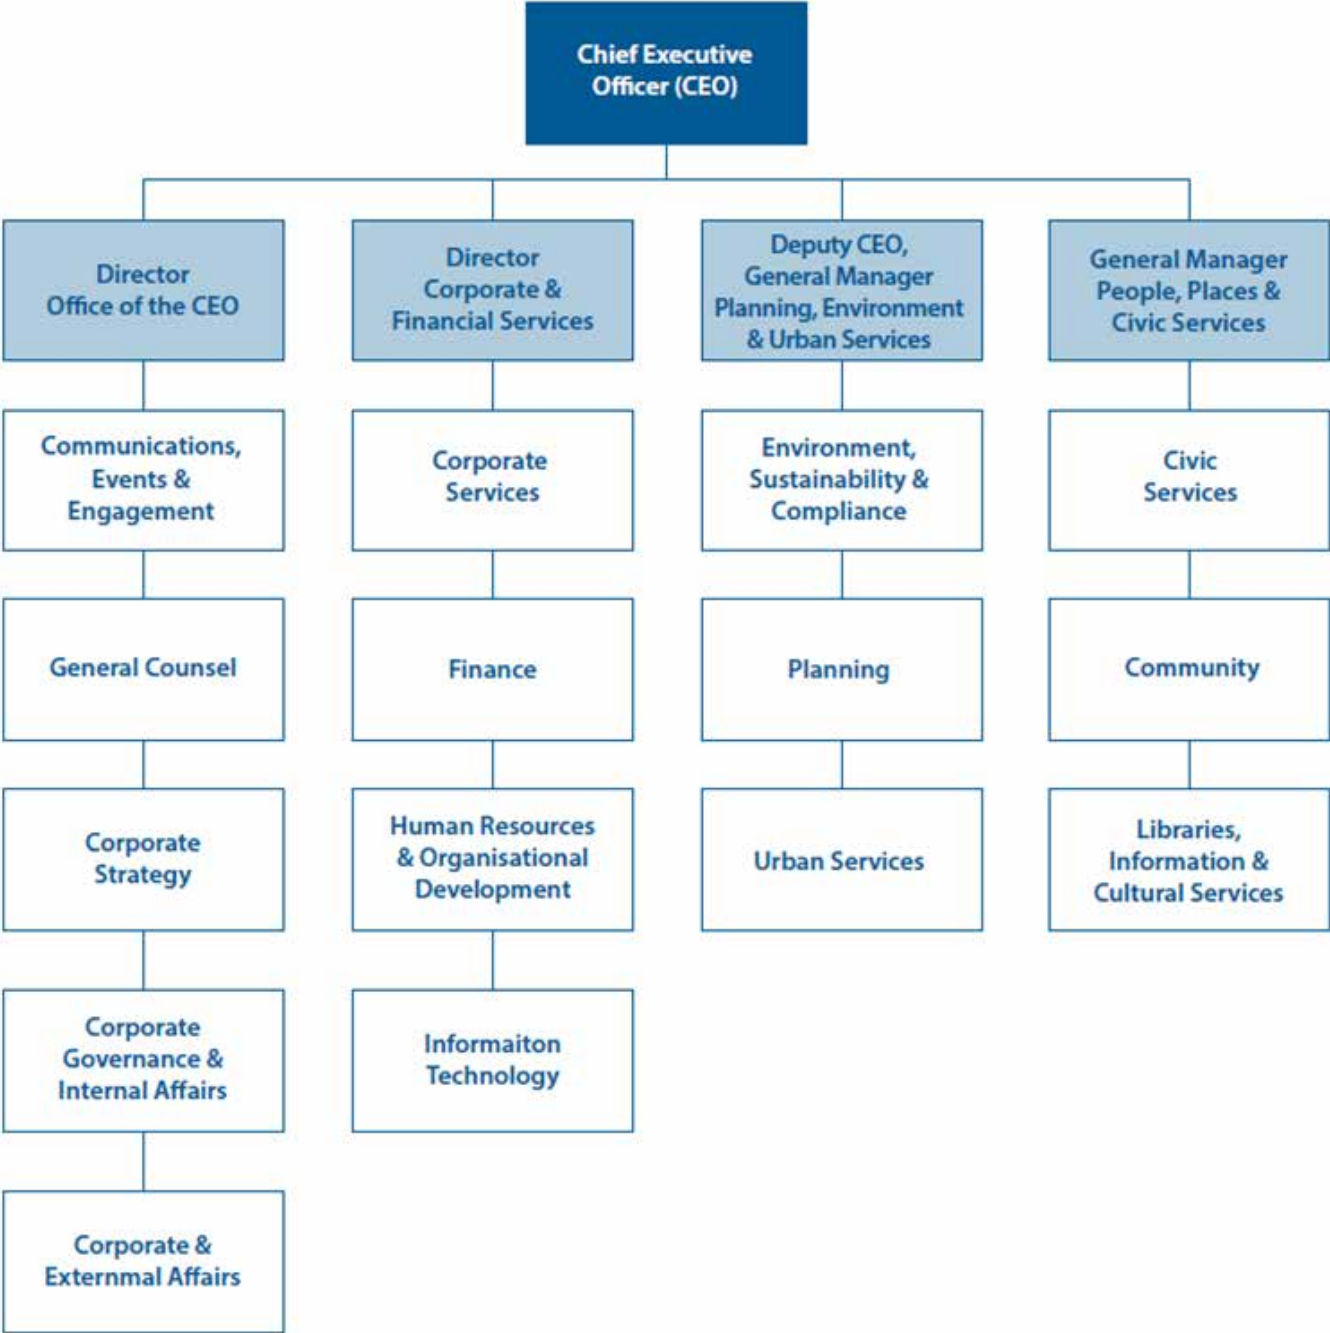 Chief Executive
Officer (CEO)
Director
Office of the CEO
Director
Corporate &
Financial Services
Deputy CEO,
General Manager
Planning, Environment
& Urban Services
General Manager
People, Places &
Civic Services
Communications,
Events &
Engagement
Corporate
Services
Environment,
Sustainability &
Compliance
Civic
Services
General Counsel
Finance
Planning
Community
Corporate
Strategy
Human Resources
& Organisational
Development
Urban Services
Libraries,
Information &
Cultural Services
Corporate
Governance &
Internal Affairs
Informaiton
Technology
Corporate &
Externmal Affairs